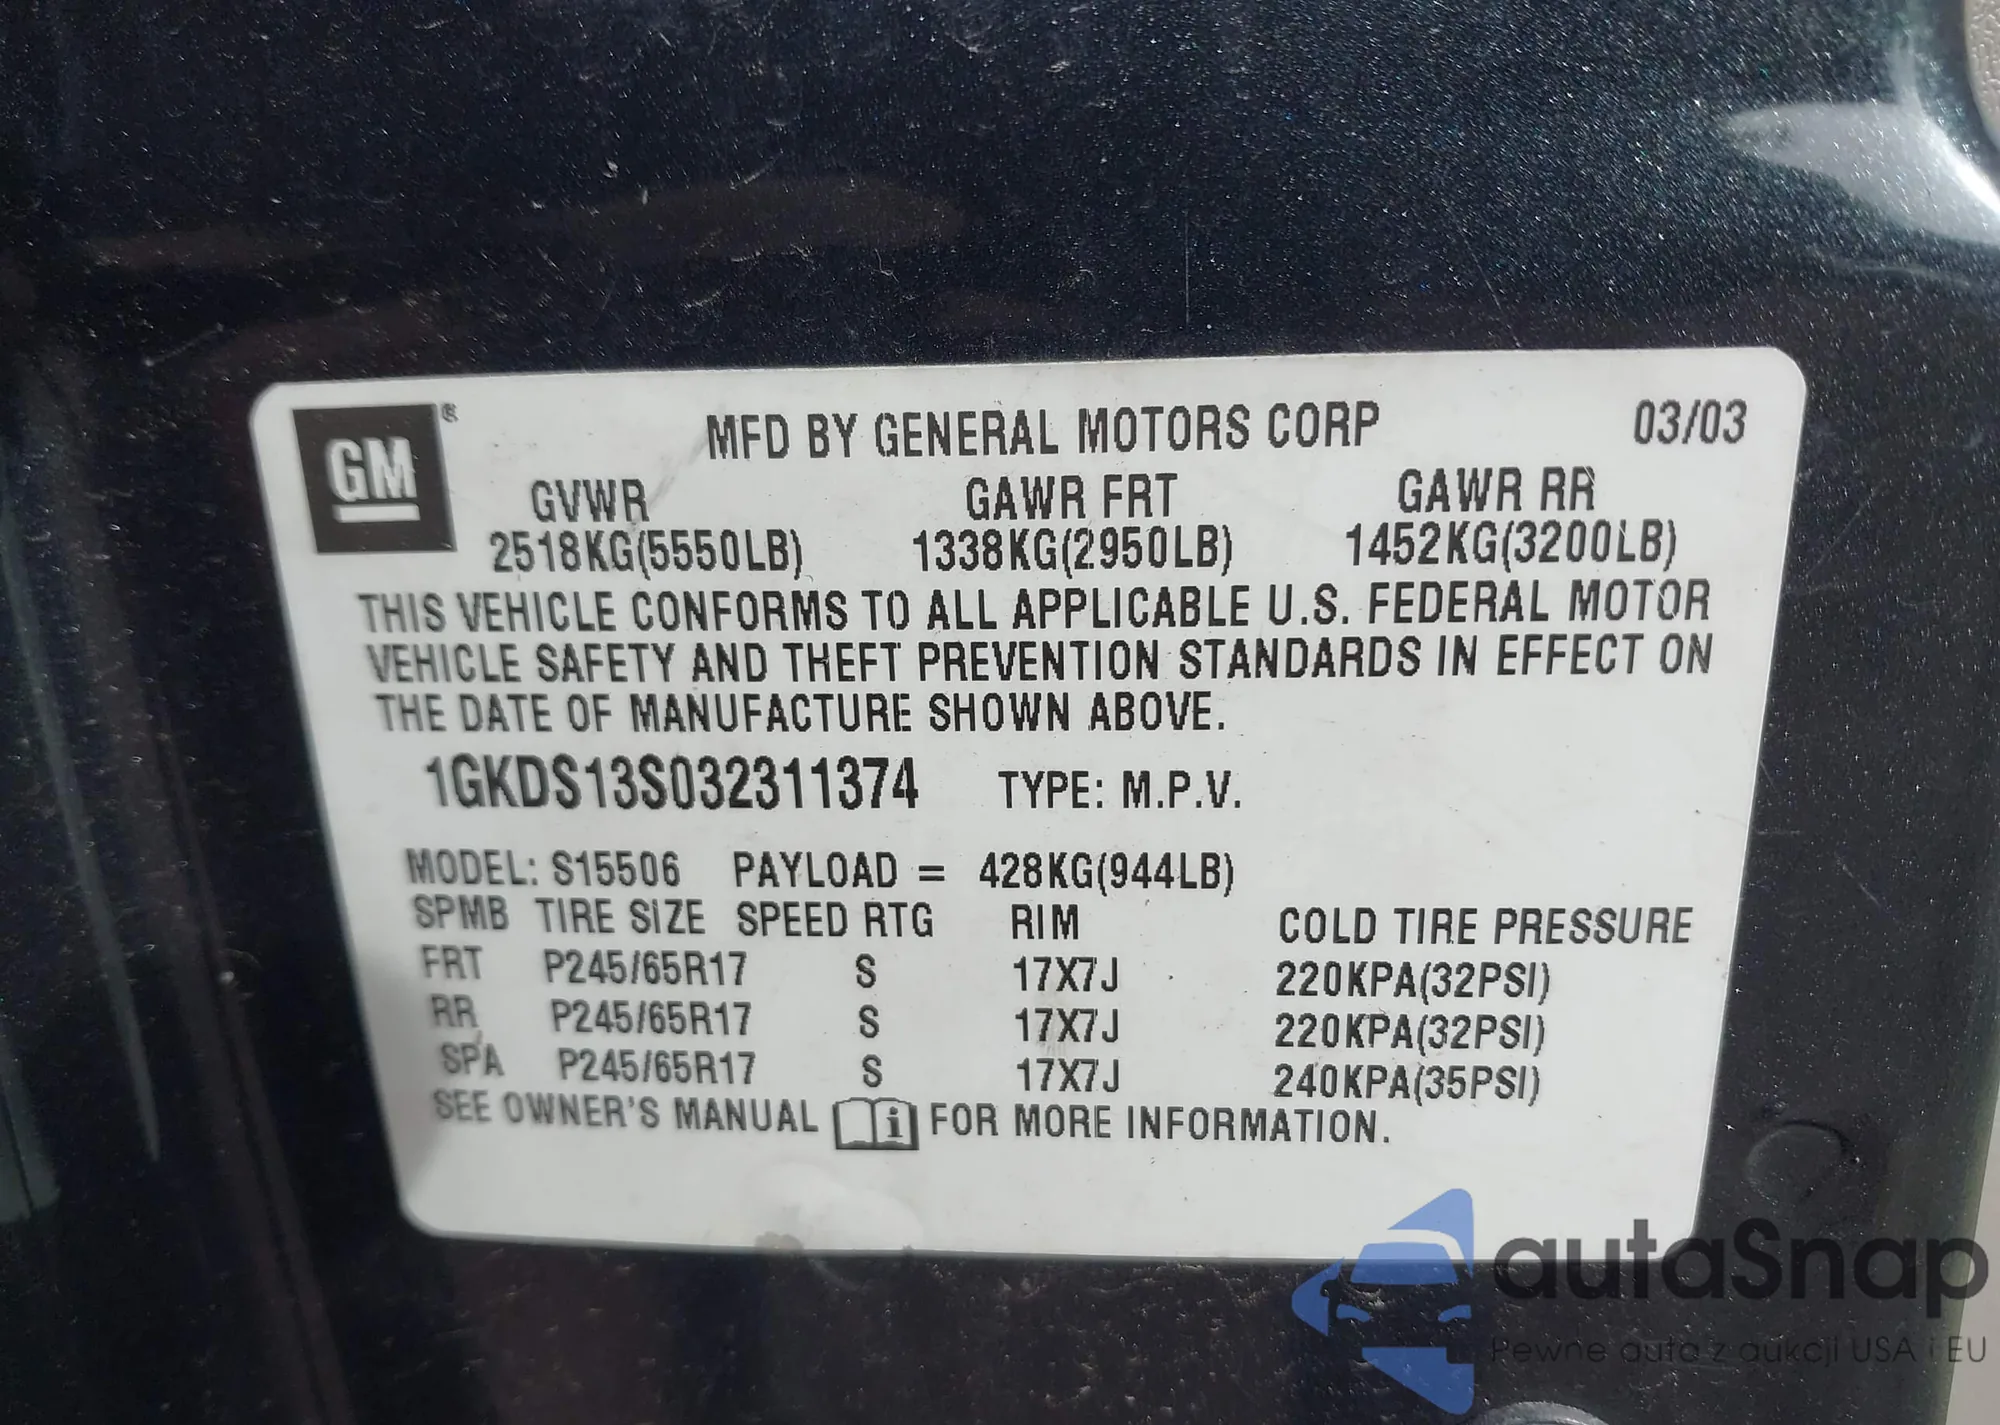 GM®
MFD BY GENERAL MOTORS CORP 03/03
GVWR GAWR FRT GAWR RR
2518KG(5550LB) 1338KG(2950LB) 1452KG(3200LB)
THIS VEHICLE CONFORMS TO ALL APPLICABLE U.S. FEDERAL MOTOR
VEHICLE SAFETY AND THEFT PREVENTION STANDARDS IN EFFECT ON
THE DATE OF MANUFACTURE SHOWN ABOVE.
1GKDS13S032311374 TYPE: M.P.V.
MODEL: S15506 PAYLOAD = 428KG(944LB)
SPMB TIRE SIZE SPEED RTG RIM COLD TIRE PRESSURE
FRT P245/65R17 S 17X7J 220KPA(32PSI)
RR P245/65R17 S 17X7J 220KPA(32PSI)
SPA P245/65R17 S 17X7J 240KPA(35PSI)
SEE OWNER'S MANUAL i FOR MORE INFORMATION.
autaSnap
Pewne auta z aukcji USA i EU